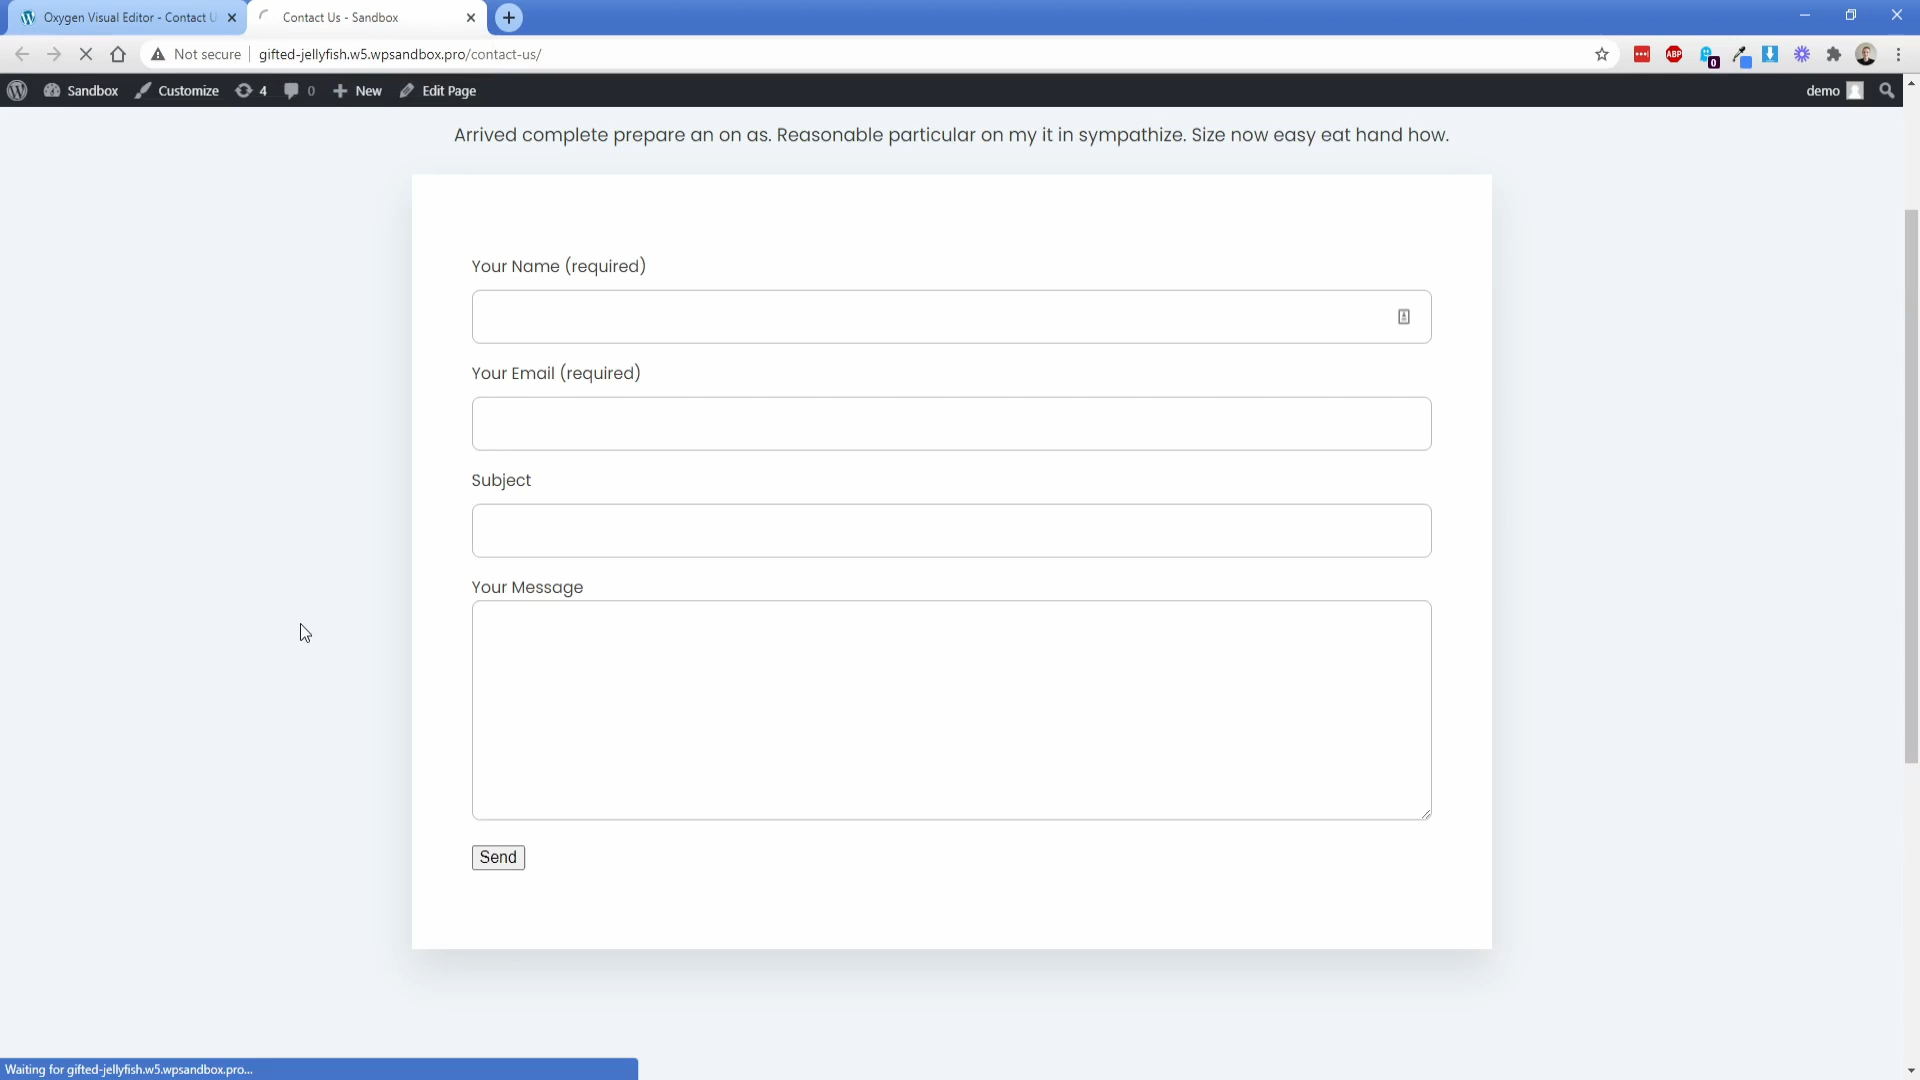 Oxygen Visual Editor - Contact U
Contact Us - Sandbox
Not secure
gifted-jellyfish.w5.wpsandbox.pro/contact-us/
ABP
0
Sandbox
Customize
4
0
New
Edit Page
demo
Arrived complete prepare an on as. Reasonable particular on my it in sympathize. Size now easy eat hand how.
Your Name (required)
Your Email (required)
Subject
Your Message
Send
Waiting for gifted-jellyfish.w5.wpsandbox.pro...